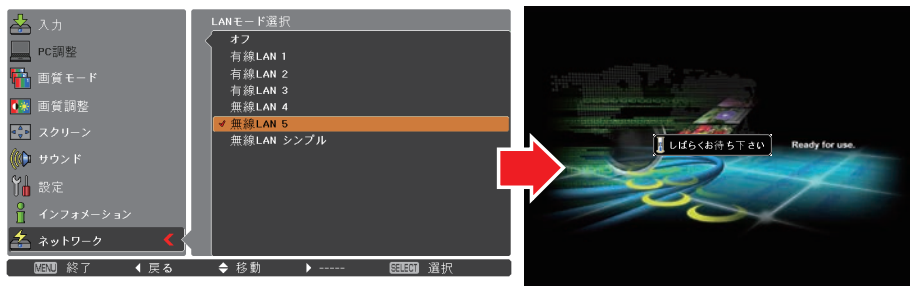 入力
PC調整
画質モード
画質調整
スクリーン
サウンド
設定
インフォメーション
ネットワーク
LANモード選択
オフ
有線LAN 1
有線LAN 2
有線LAN 3
無線LAN 4
無線LAN 5
無線LAN シンプル
MENU 終了 戻る 移動 ----- SELECT 選択
しばらくお待ち下さい
Ready for use.